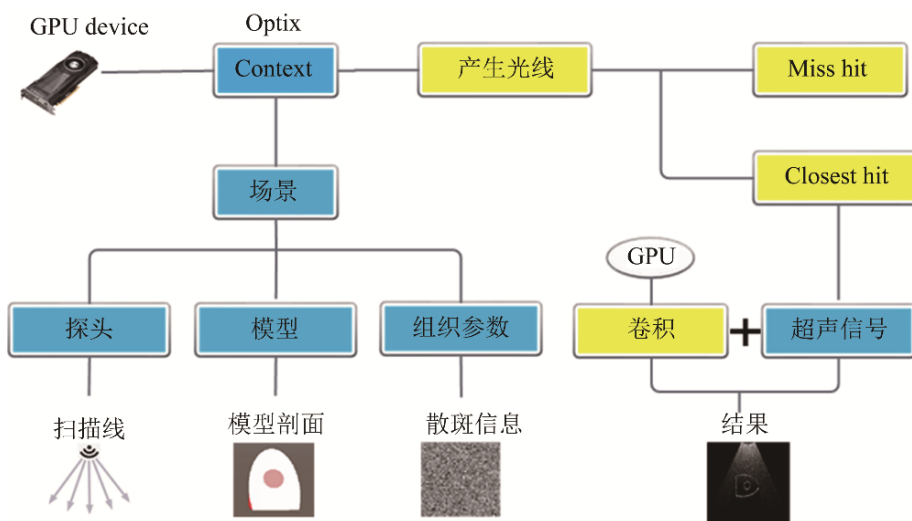 GPU device
Optix
Context
产生光线
Miss hit
Closest hit
场景
GPU
探头
模型
组织参数
卷积
+
超声信号
扫描线
模型剖面
散斑信息
结果